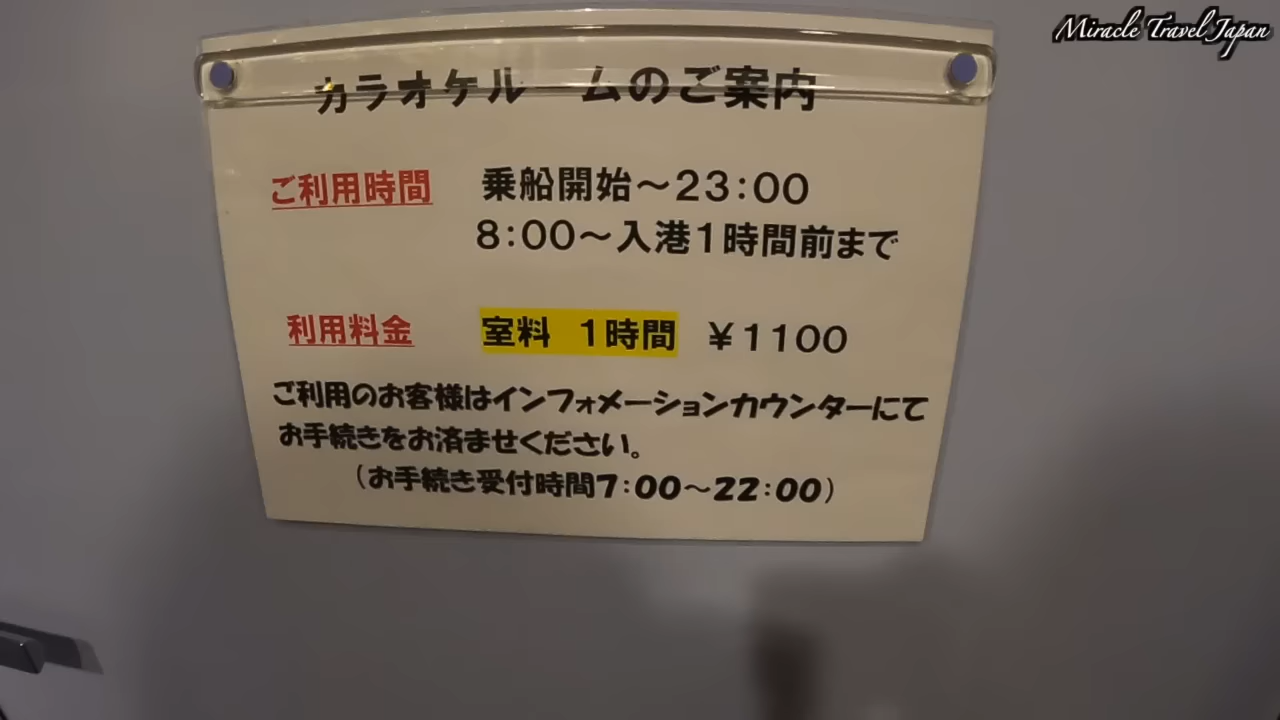 Miracle Travel Japan
カラオケルームのご案内
ご利用時間 乗船開始～23:00
8:00～入港1時間前まで
利用料金 室料 1時間 ￥1100
ご利用のお客様はインフォメーションカウンターにて
お手続きをお済ませください。
(お手続き受付時間7:00～22:00)